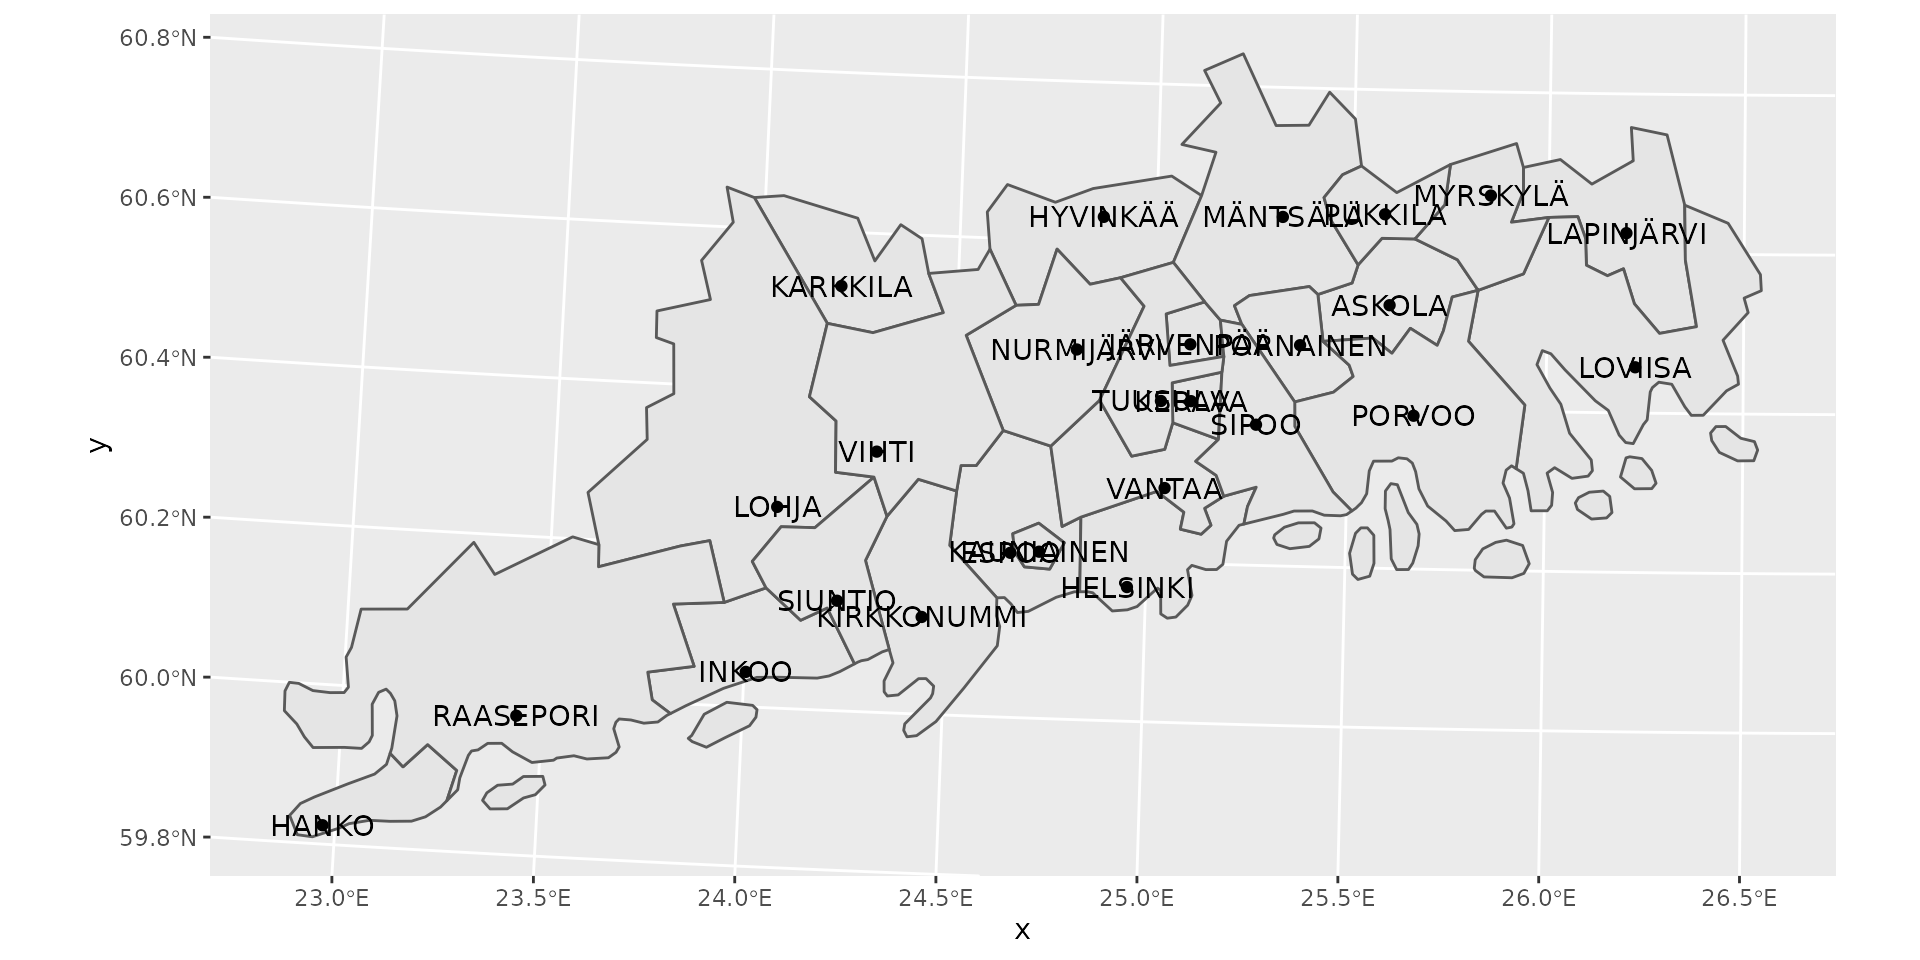 60.8°N
60.6°N
60.4°N
60.2°N
60.0°N
59.8°N
y
MYRSKYLÄ
HYVINKÄÄ
MÄNTSÄLÄ
PUKKILA
LAPINJÄRVI
KARKKILA
ASKOLA
NURMIJÄRVI
JÄRVENPÄÄ
PORNAINEN
LOVIISA
TUUSULA
KERAVA
PORVOO
SIPOO
VIHTI
VANTAA
LOHJA
KAUNIAINEN
ESPOO
HELSINKI
SIUNTIO
KIRKKONUMMI
INKOO
RAASEPORI
HANKO
23.0°E
23.5°E
24.0°E
24.5°E
25.0°E
25.5°E
26.0°E
26.5°E
x